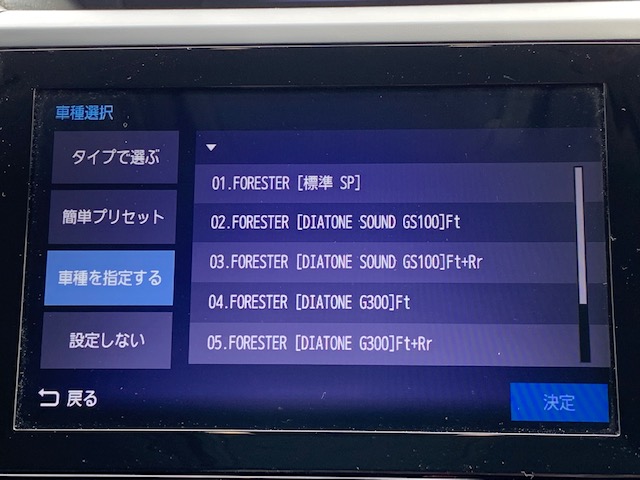 車種選択
タイプで選ぶ
簡単プリセット
車種を指定する
設定しない
01.FORESTER [標準 SP]
02.FORESTER [DIATONE SOUND GS100]Ft
03.FORESTER [DIATONE SOUND GS100]Ft+Rr
04.FORESTER [DIATONE G300]Ft
05.FORESTER [DIATONE G300]Ft+Rr
戻る
決定